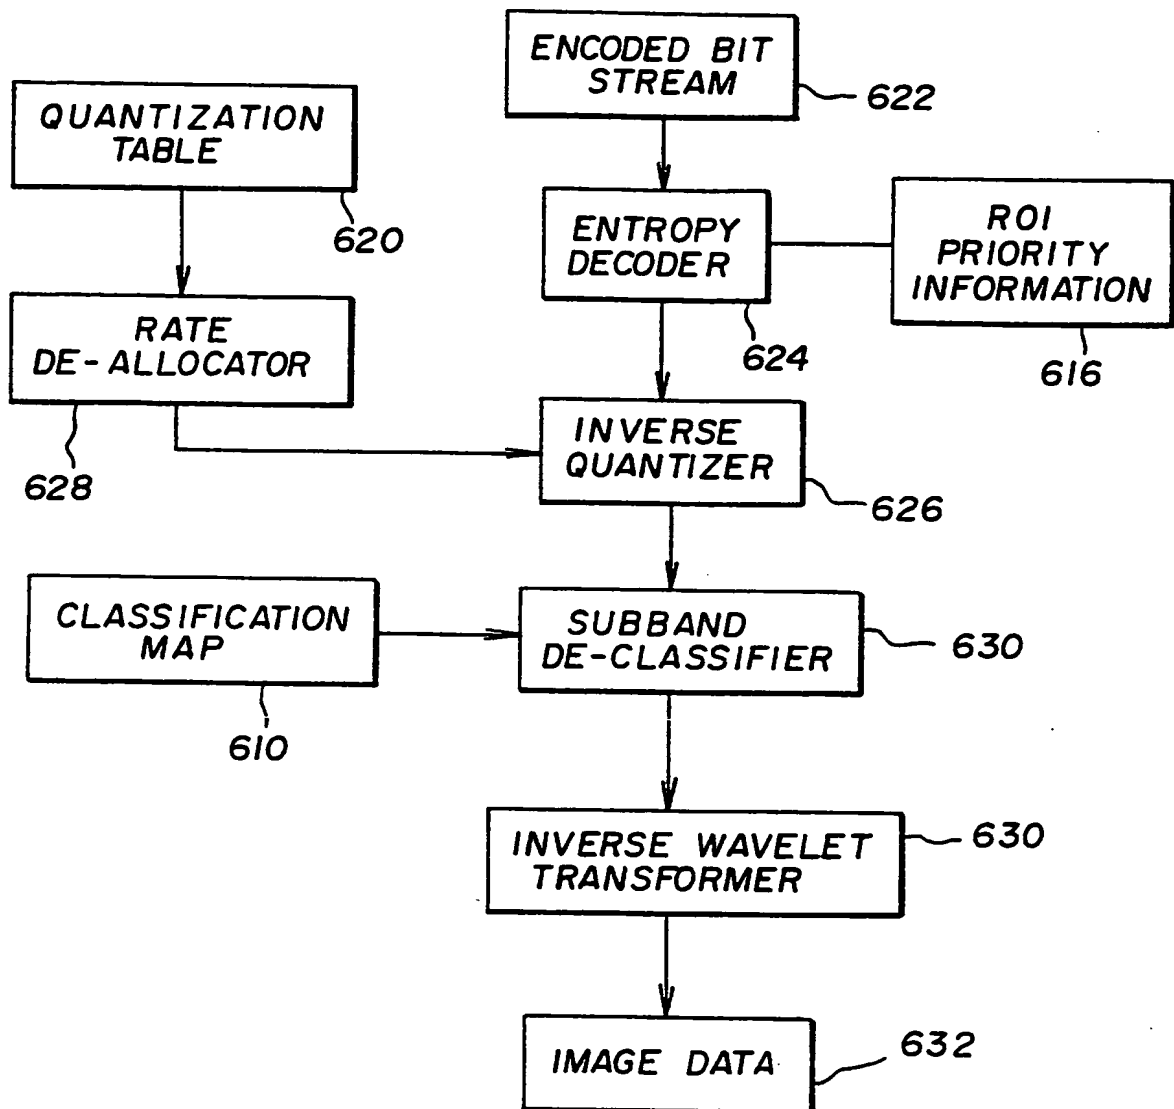 ENCODED BIT
STREAM
622
QUANTIZATION
TABLE
620
ENTROPY
DECODER
624
ROI
PRIORITY
INFORMATION
616
RATE
DE-ALLOCATOR
628
INVERSE
QUANTIZER
626
CLASSIFICATION
MAP
610
SUBBAND
DE-CLASSIFIER
630
INVERSE WAVELET
TRANSFORMER
630
IMAGE DATA
632